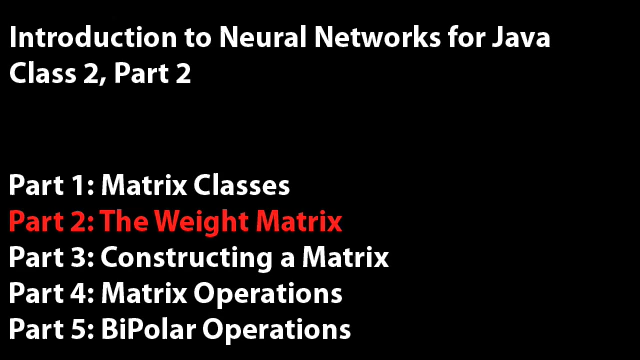 Introduction to Neural Networks for Java
Class 2, Part 2
Part 1: Matrix Classes
Part 2: The Weight Matrix
Part 3: Constructing a Matrix
Part 4: Matrix Operations
Part 5: BiPolar Operations